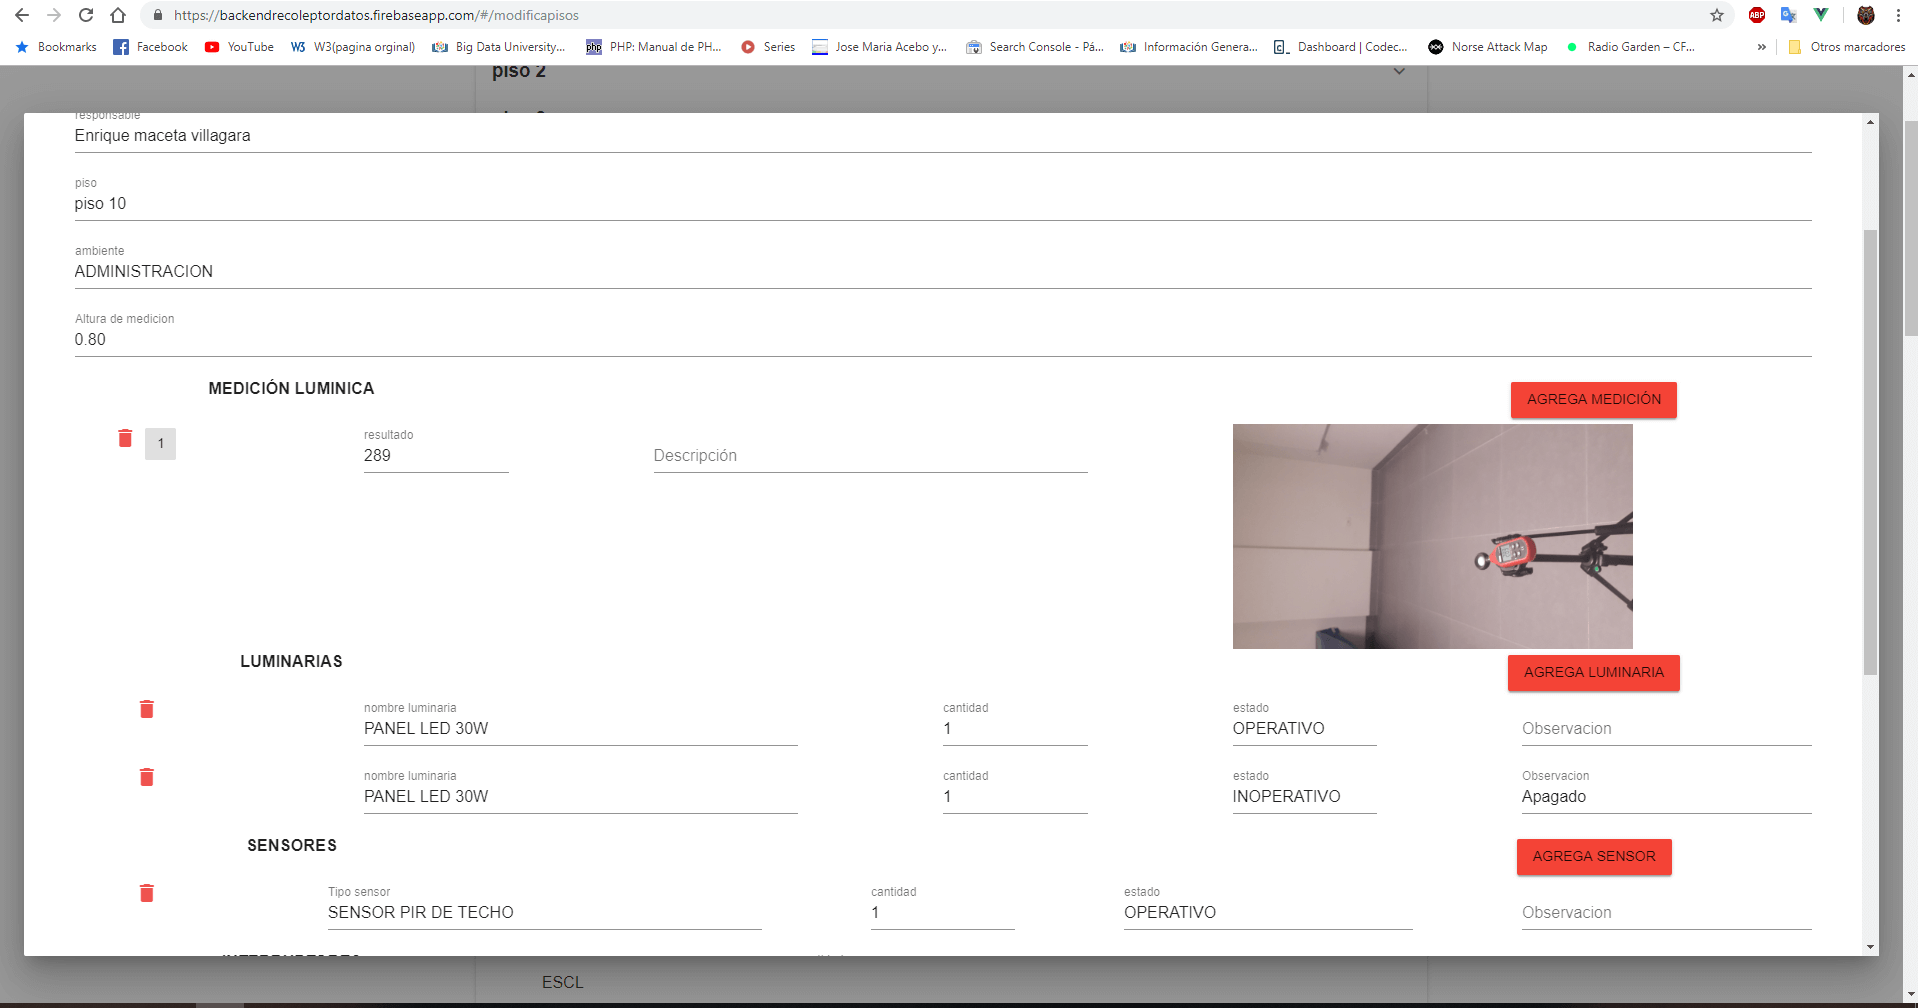 https://backendrecoleptordatos.firebaseapp.com/#/modificapisos
Bookmarks Facebook YouTube W3(pagina orginal) Big Data University... PHP: Manual de PH... Series Jose Maria Acebo y... Search Console - Pá... Información Genera... Dashboard | Codec... Norse Attack Map Radio Garden – CF... » Otros marcadores
piso 2
responsable
Enrique maceta villagara
piso
piso 10
ambiente
ADMINISTRACION
Altura de medicion
0.80
MEDICIÓN LUMINICA
AGREGA MEDICIÓN
1
resultado
289
Descripción
LUMINARIAS
AGREGA LUMINARIA
nombre luminaria cantidad estado
PANEL LED 30W 1 OPERATIVO Observacion
nombre luminaria cantidad estado Observacion
PANEL LED 30W 1 INOPERATIVO Apagado
SENSORES
AGREGA SENSOR
Tipo sensor cantidad estado
SENSOR PIR DE TECHO 1 OPERATIVO Observacion
ESCL